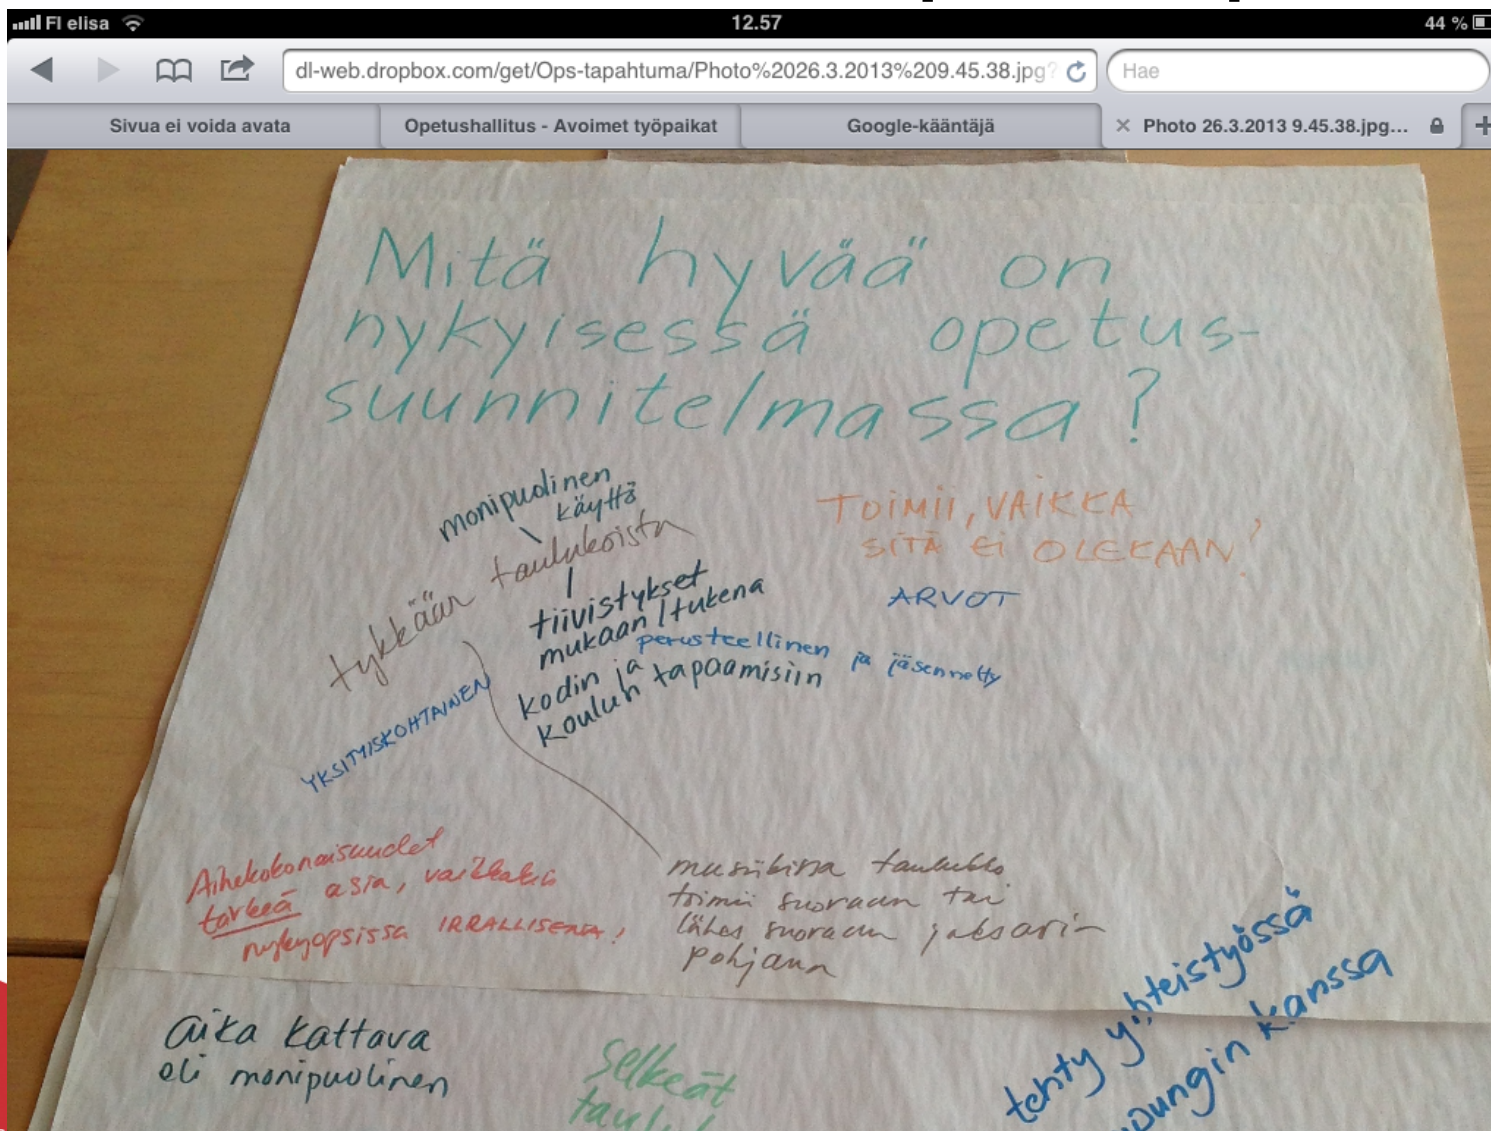 FI elisa
12.57
44 %
dl-web.dropbox.com/get/Ops-tapahtuma/Photo%2026.3.2013%209.45.38.jpg?
Hae
Sivua ei voida avata
Opetushallitus - Avoimet työpaikat
Google-kääntäjä
Photo 26.3.2013 9.45.38.jpg...
Mitä hyvää on
nykyisessä opetus-
suunnitelmassa?
monipuolinen
käyttö
tykkään taulukoista
tiivistykset
mukaan / tukena
kodin ja
koulun tapaamisiin
TOIMII, VAIKKA
SITÄ EI OLEKAAN!
ARVOT
perusteellinen ja jäsennelty
YKSITYISKOHTAINEN
Aihekokonaisuudet
tärkeä asia, vaikkakin
nykyopsissa IRRALLISENA!
musiikissa taulukko
toimii suoraan tai
lähes suoraan jaksarin
pohjana
aika kattava
eli monipuolinen
selkeät
tehty yhteistyössä
kanssa